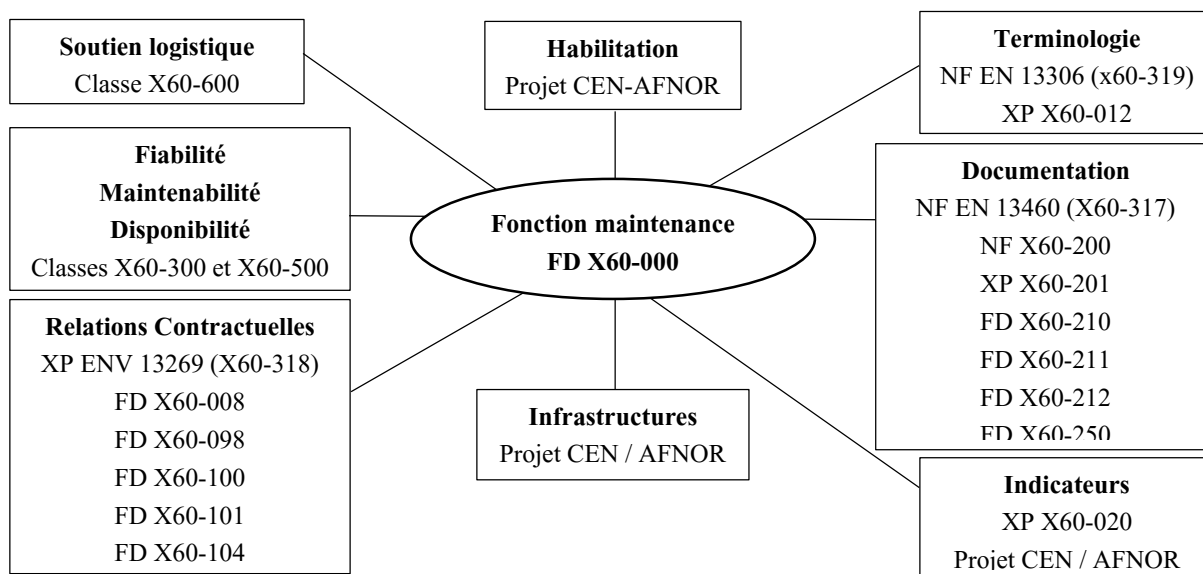 Soutien logistique
Classe X60-600
Habilitation
Projet CEN-AFNOR
Terminologie
NF EN 13306 (x60-319)
XP X60-012
Fiabilité
Maintenabilité
Disponibilité
Classes X60-300 et X60-500
Fonction maintenance
FD X60-000
Documentation
NF EN 13460 (X60-317)
NF X60-200
XP X60-201
FD X60-210
FD X60-211
FD X60-212
FD X60-250
Relations Contractuelles
XP ENV 13269 (X60-318)
FD X60-008
FD X60-098
FD X60-100
FD X60-101
FD X60-104
Infrastructures
Projet CEN / AFNOR
Indicateurs
XP X60-020
Projet CEN / AFNOR